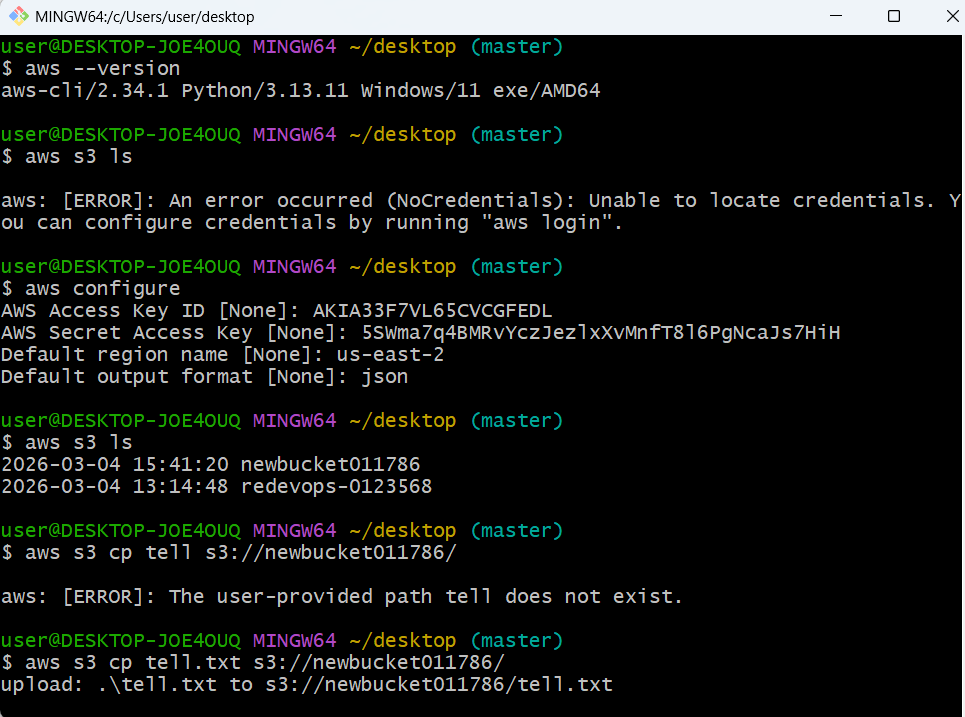 MINGW64:/c/Users/user/desktop
user@DESKTOP-JOE4OUQ MINGW64 ~/desktop (master)
$ aws --version
aws-cli/2.34.1 Python/3.13.11 Windows/11 exe/AMD64
user@DESKTOP-JOE4OUQ MINGW64 ~/desktop (master)
$ aws s3 ls
aws: [ERROR]: An error occurred (NoCredentials): Unable to locate credentials. Y
ou can configure credentials by running "aws login".
user@DESKTOP-JOE4OUQ MINGW64 ~/desktop (master)
$ aws configure
AWS Access Key ID [None]: AKIA33F7VL65CVCGFEDL
AWS Secret Access Key [None]: 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
Default region name [None]: us-east-2
Default output format [None]: json
user@DESKTOP-JOE4OUQ MINGW64 ~/desktop (master)
$ aws s3 ls
2026-03-04 15:41:20 newbucket011786
2026-03-04 13:14:48 redevops-0123568
user@DESKTOP-JOE4OUQ MINGW64 ~/desktop (master)
$ aws s3 cp tell s3://newbucket011786/
aws: [ERROR]: The user-provided path tell does not exist.
user@DESKTOP-JOE4OUQ MINGW64 ~/desktop (master)
$ aws s3 cp tell.txt s3://newbucket011786/
upload: .\tell.txt to s3://newbucket011786/tell.txt